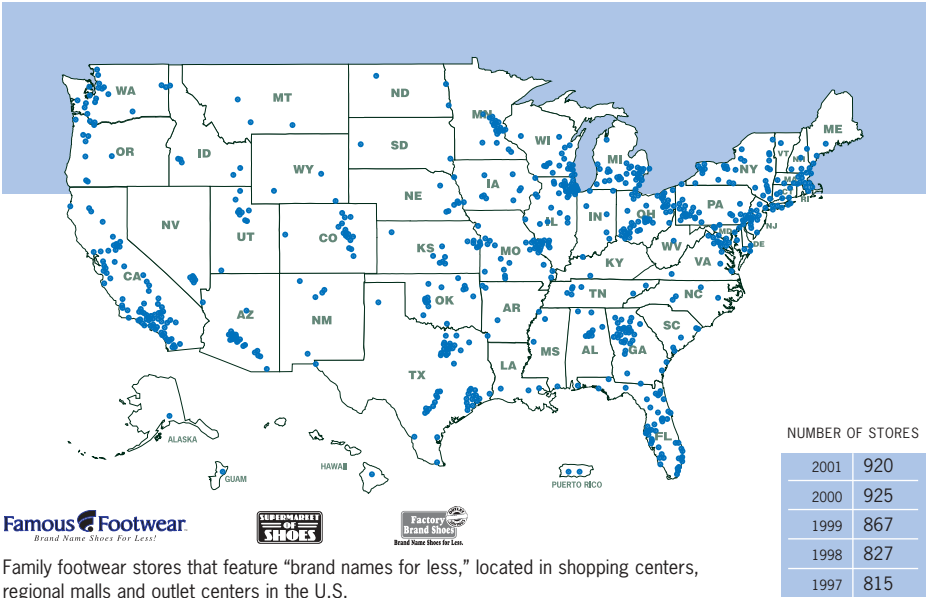 WA
MT
ND
MN
OR
ID
SD
WI
MI
ME
VT
NH
NY
MA
CT
RI
WY
NE
IA
PA
NJ
NV
UT
CO
KS
MO
IL
IN
OH
WV
MD
DE
VA
CA
KY
AZ
NM
OK
AR
TN
NC
SC
TX
LA
MS
AL
GA
FL
ALASKA
GUAM
HAWAII
PUERTO RICO
NUMBER OF STORES
2001 920
2000 925
1999 867
1998 827
1997 815
Famous Footwear
Brand Name Shoes For Less!
SUPERMARKET
OF
SHOES
Factory
Brand Shoes
Brand Name Shoes for Less.
Family footwear stores that feature “brand names for less,” located in shopping centers,
regional malls and outlet centers in the U.S.